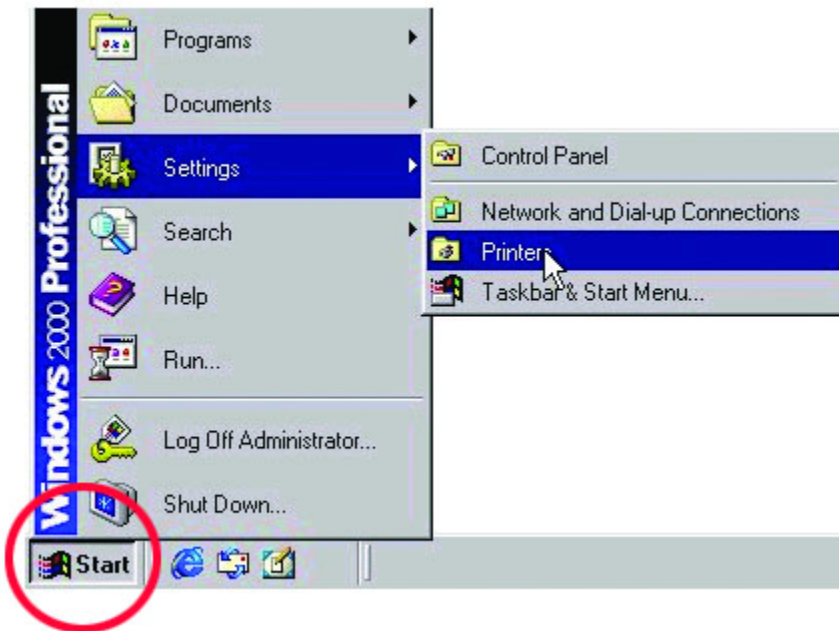 Windows 2000 Professional
Programs
Documents
Settings
Search
Help
Run...
Log Off Administrator...
Shut Down...
Control Panel
Network and Dial-up Connections
Printers
Taskbar & Start Menu...
Start